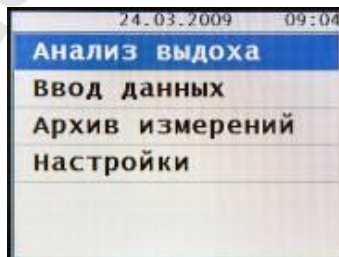 24.03.2009 09:04
Анализ выдоха
Ввод данных
Архив измерений
Настройки